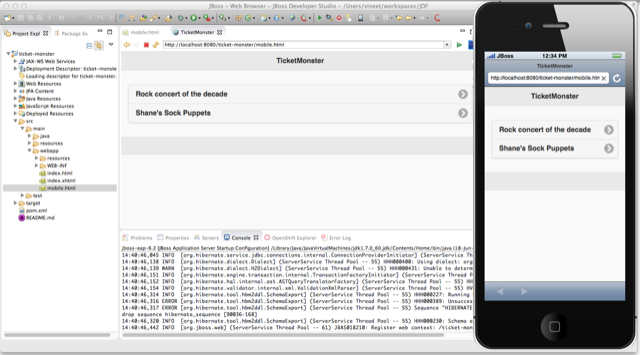 JBoss – Web Browser – JBoss Developer Studio – /Users/vineet/workspaces/JDF
Project Expl
Package Ex
ticket-monster
JAX-WS Web Services
Deployment Descriptor: ticket-monste
Loading descriptor for ticket-monster.
Web Resources
JPA Content
Java Resources
JavaScript Resources
Deployed Resources
src
main
java
resources
webapp
resources
WEB-INF
index.html
index.xhtml
mobile.html
test
target
pom.xml
README.md
mobile.html
TicketMonster
http://localhost:8080/ticket-monster/mobile.html
TicketMonster
Rock concert of the decade
Shane's Sock Puppets
Problems
Properties
Servers
Console
OpenShift Explorer
Error Log
jboss-eap-6.2 [JBoss Application Server Startup Configuration] /Library/Java/JavaVirtualMachines/jdk1.7.0_60.jdk/Contents/Home/bin/java (18-Jun
14:40:46,045 INFO [org.hibernate.service.jdbc.connections.internal.ConnectionProviderInitiator] (ServerService Th
14:40:46,138 INFO [org.hibernate.dialect.Dialect] (ServerService Thread Pool -- 55) HHH000400: Using dialect: org
14:40:46,139 WARN [org.hibernate.dialect.H2Dialect] (ServerService Thread Pool -- 55) HHH000431: Unable to determ
14:40:46,151 INFO [org.hibernate.engine.transaction.internal.TransactionFactoryInitiator] (ServerService Thread P
14:40:46,152 INFO [org.hibernate.hql.internal.ast.ASTQueryTranslatorFactory] (ServerService Thread Pool -- 55) HH
14:40:46,154 INFO [org.hibernate.validator.internal.xml.ValidationXmlParser] (ServerService Thread Pool -- 55) HV
14:40:46,314 INFO [org.hibernate.tool.hbm2ddl.SchemaExport] (ServerService Thread Pool -- 55) HHH000227: Running
14:40:46,316 ERROR [org.hibernate.tool.hbm2ddl.SchemaExport] (ServerService Thread Pool -- 55) HHH000389: Unsucces
14:40:46,317 ERROR [org.hibernate.tool.hbm2ddl.SchemaExport] (ServerService Thread Pool -- 55) Sequence "HIBERNATE
drop sequence hibernate_sequence [90036-168]
14:40:46,320 INFO [org.hibernate.tool.hbm2ddl.SchemaExport] (ServerService Thread Pool -- 55) HHH000230: Schema e
14:40:46,442 INFO [org.jboss.web] (ServerService Thread Pool -- 61) JBAS018210: Register web context: /ticket-mon
JBoss
12:34 PM
TicketMonster
http://localhost:8080/ticket-monster/mobile.htm
TicketMonster
Rock concert of the decade
Shane's Sock Puppets